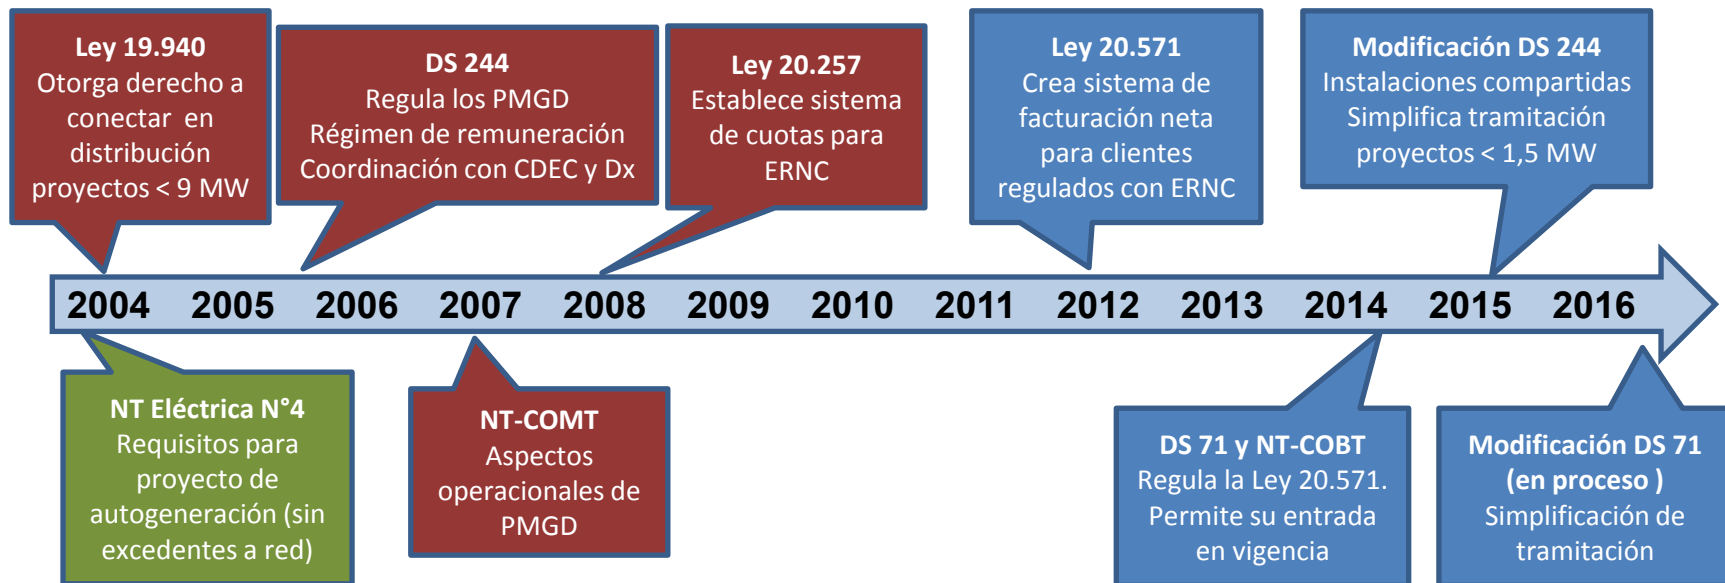 Ley 19.940
Otorga derecho a
conectar en
distribución
proyectos < 9 MW
DS 244
Regula los PMGD
Régimen de remuneración
Coordinación con CDEC y Dx
Ley 20.257
Establece sistema
de cuotas para
ERNC
Ley 20.571
Crea sistema de
facturación neta
para clientes
regulados con ERNC
Modificación DS 244
Instalaciones compartidas
Simplifica tramitación
proyectos < 1,5 MW
2004 2005 2006 2007 2008 2009 2010 2011 2012 2013 2014 2015 2016
NT Eléctrica N°4
Requisitos para
proyecto de
autogeneración (sin
excedentes a red)
NT-COMT
Aspectos
operacionales de
PMGD
DS 71 y NT-COBT
Regula la Ley 20.571.
Permite su entrada
en vigencia
Modificación DS 71
(en proceso )
Simplificación de
tramitación